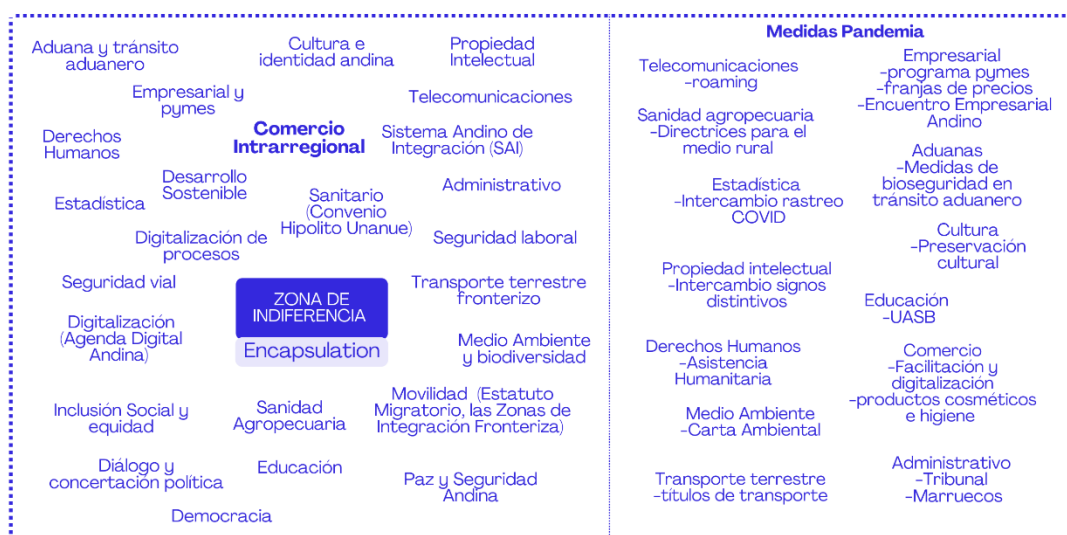 Aduana y tránsito
aduanero
Cultura e
identidad andina
Propiedad
Intelectual
Empresarial y
pymes
Telecomunicaciones
Derechos
Humanos
Comercio
Intrarregional
Sistema Andino de
Integración (SAI)
Desarrollo
Sostenible
Estadística
Sanitario
(Convenio
Hipolito Unanue)
Administrativo
Digitalización de
procesos
Seguridad laboral
Seguridad vial
ZONA DE
INDIFERENCIA
Encapsulation
Transporte terrestre
fronterizo
Digitalización
(Agenda Digital
Andina)
Medio Ambiente
y biodiversidad
Inclusión Social y
equidad
Sanidad
Agropecuaria
Movilidad (Estatuto
Migratorio, las Zonas de
Integración Fronteriza)
Diálogo y
concertación política
Educación
Paz y Seguridad
Andina
Democracia
Medidas Pandemia
Telecomunicaciones
-roaming
Empresarial
-programa pymes
-franjas de precios
-Encuentro Empresarial
Andino
Sanidad agropecuaria
-Directrices para el
medio rural
Aduanas
-Medidas de
bioseguridad en
tránsito aduanero
Estadística
-Intercambio rastreo
COVID
Cultura
-Preservación
cultural
Propiedad intelectual
-Intercambio signos
distintivos
Educación
-UASB
Derechos Humanos
-Asistencia
Humanitaria
Comercio
-Facilitación y
digitalización
-productos cosméticos
e higiene
Medio Ambiente
-Carta Ambiental
Transporte terrestre
-títulos de transporte
Administrativo
-Tribunal
-Marruecos